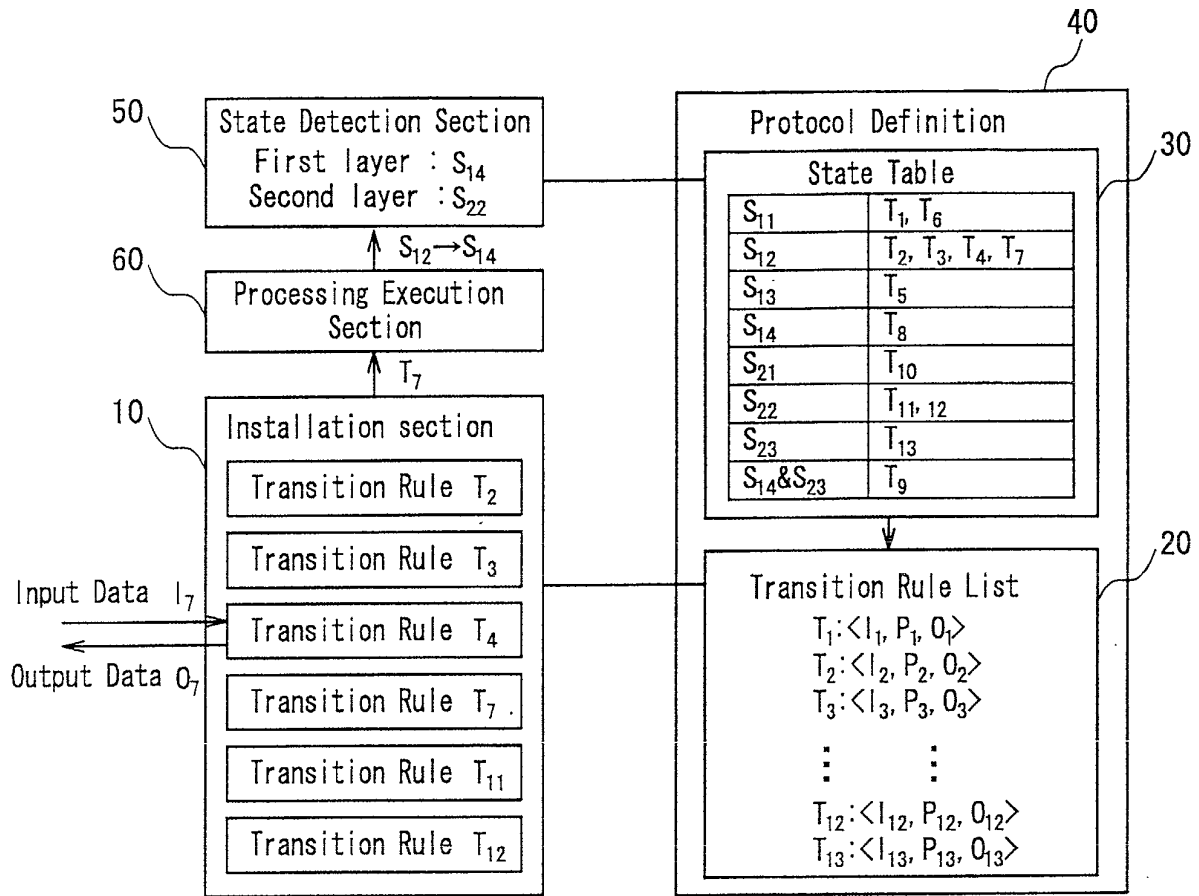 40
50
State Detection Section
First layer : S14
Second layer :S22
S12→S14
60
Processing Execution
Section
T7
10
Installation section
Transition Rule T2
Transition Rule T3
Input Data I7
Transition Rule T4
Output Data O7
Transition Rule T7
Transition Rule T11
Transition Rule T12
Protocol Definition
30
State Table
S11 T1, T6
S12 T2, T3, T4, T7
S13 T5
S14 T8
S21 T10
S22 T11, 12
S23 T13
S14&S23 T9
20
Transition Rule List
T1:<I1, P1, O1>
T2:<I2, P2, O2>
T3:<I3, P3, O3>
⋮ ⋮
T12:<I12, P12, O12>
T13:<I13, P13, O13>